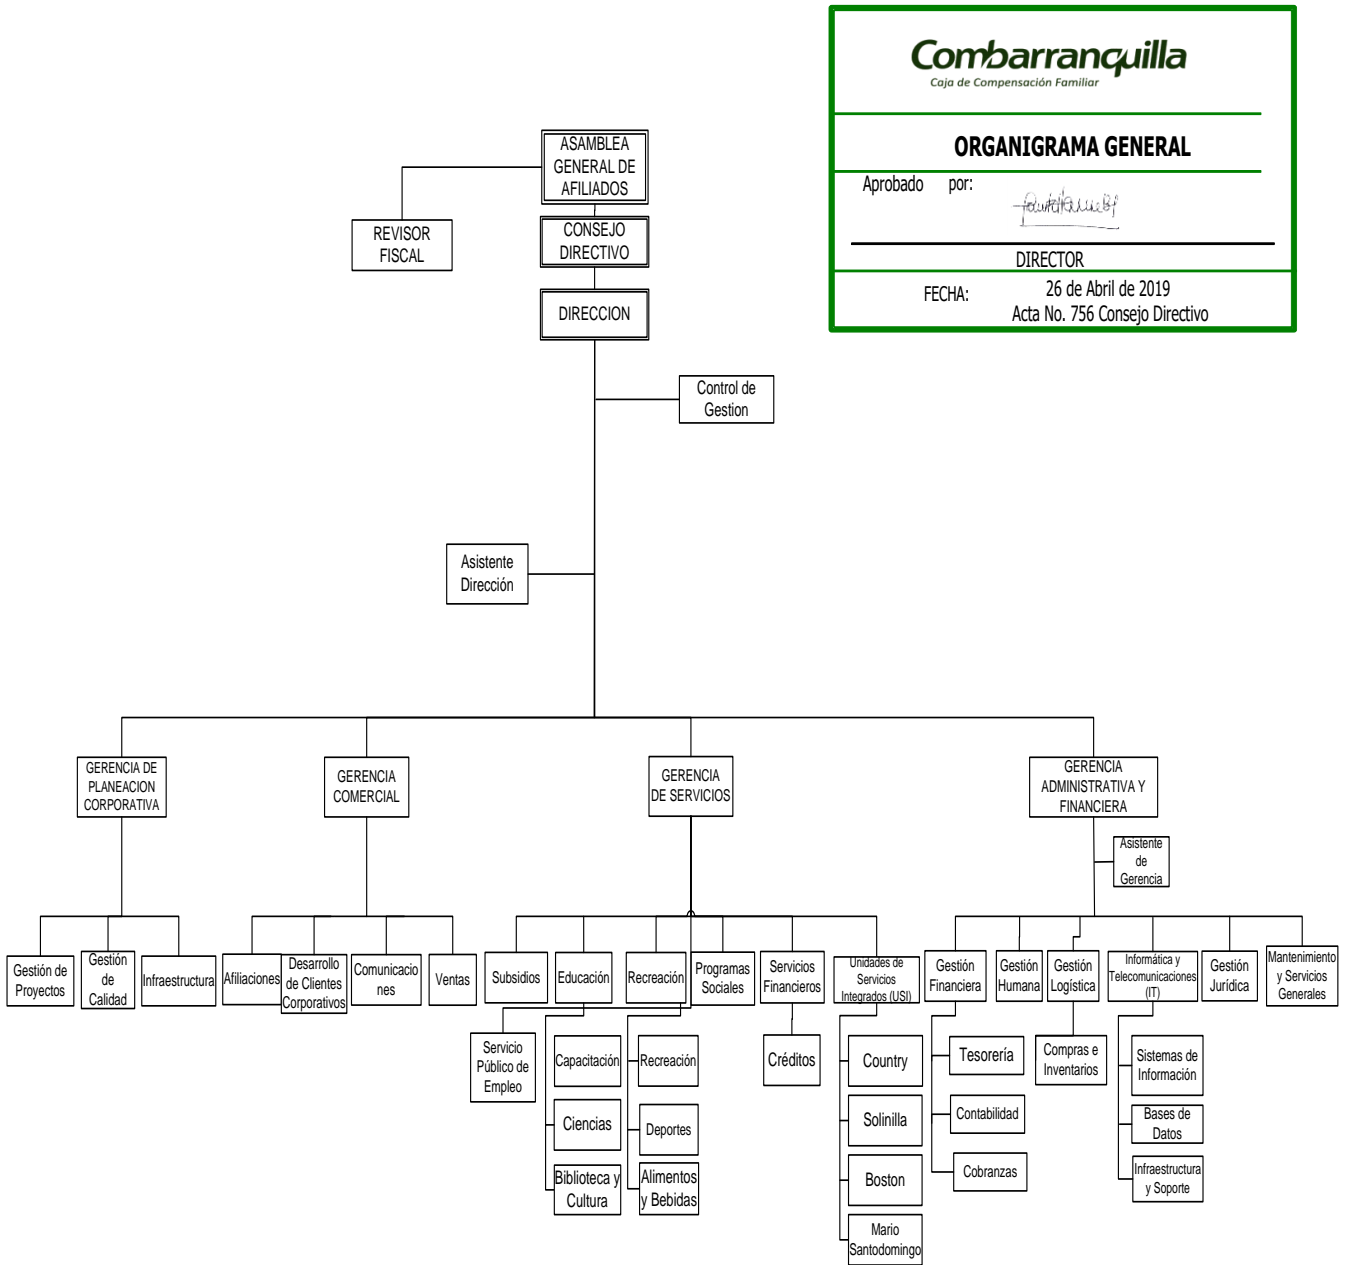 Combarranquilla
Caja de Compensación Familiar
ORGANIGRAMA GENERAL
Aprobado por:
DIRECTOR
FECHA: 26 de Abril de 2019
Acta No. 756 Consejo Directivo
ASAMBLEA
GENERAL DE
AFILIADOS
REVISOR
FISCAL
CONSEJO
DIRECTIVO
DIRECCION
Control de
Gestion
Asistente
Dirección
GERENCIA DE
PLANEACION
CORPORATIVA
GERENCIA
COMERCIAL
GERENCIA
DE SERVICIOS
GERENCIA
ADMINISTRATIVA Y
FINANCIERA
Asistente
de
Gerencia
Gestión de
Proyectos
Gestión
de
Calidad
Infraestructura
Afiliaciones
Desarrollo
de Clientes
Corporativos
Comunicacio
nes
Ventas
Subsidios
Educación
Recreación
Programas
Sociales
Servicios
Financieros
Unidades de
Servicios
Integrados (USI)
Gestión
Financiera
Gestión
Humana
Gestión
Logística
Informática y
Telecomunicaciones
(IT)
Gestión
Jurídica
Mantenimiento
y Servicios
Generales
Servicio
Público de
Empleo
Capacitación
Ciencias
Biblioteca y
Cultura
Recreación
Deportes
Alimentos
y Bebidas
Créditos
Country
Solinilla
Boston
Mario
Santodomingo
Tesorería
Contabilidad
Cobranzas
Compras e
Inventarios
Sistemas de
Información
Bases de
Datos
Infraestructura
y Soporte